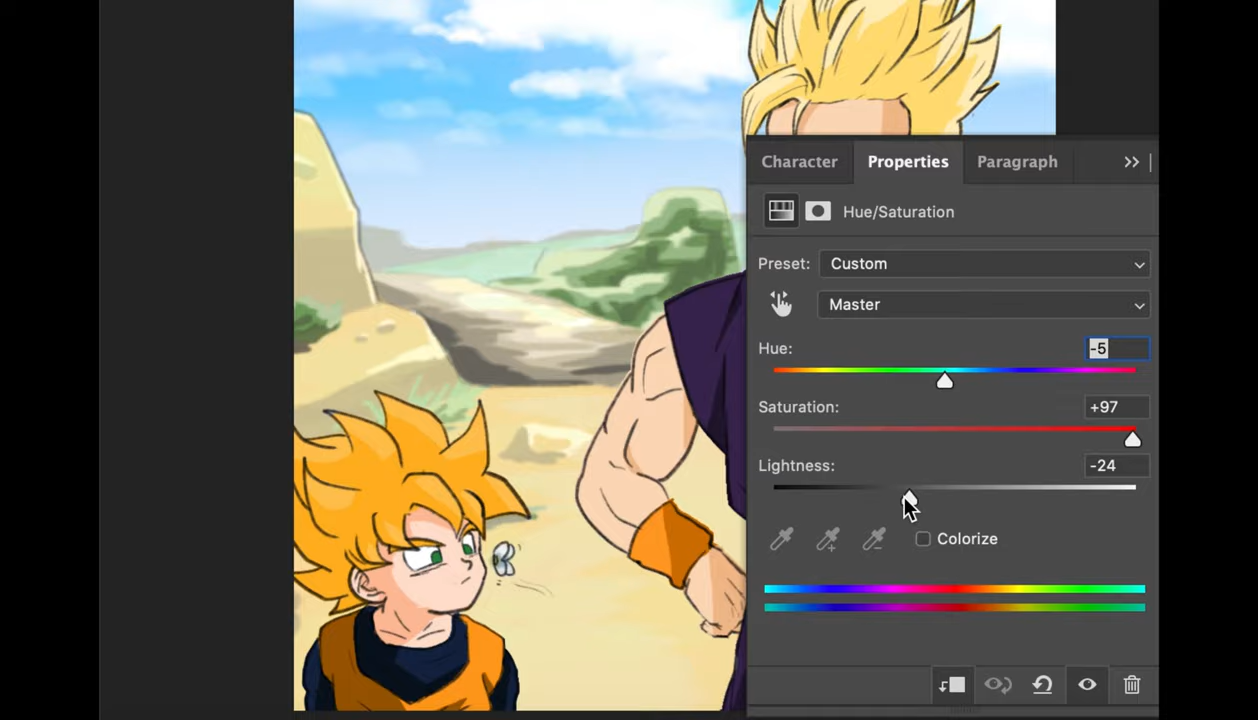 Character Properties Paragraph
Hue/Saturation
Preset: Custom
Master
Hue: -5
Saturation: +97
Lightness: -24
Colorize